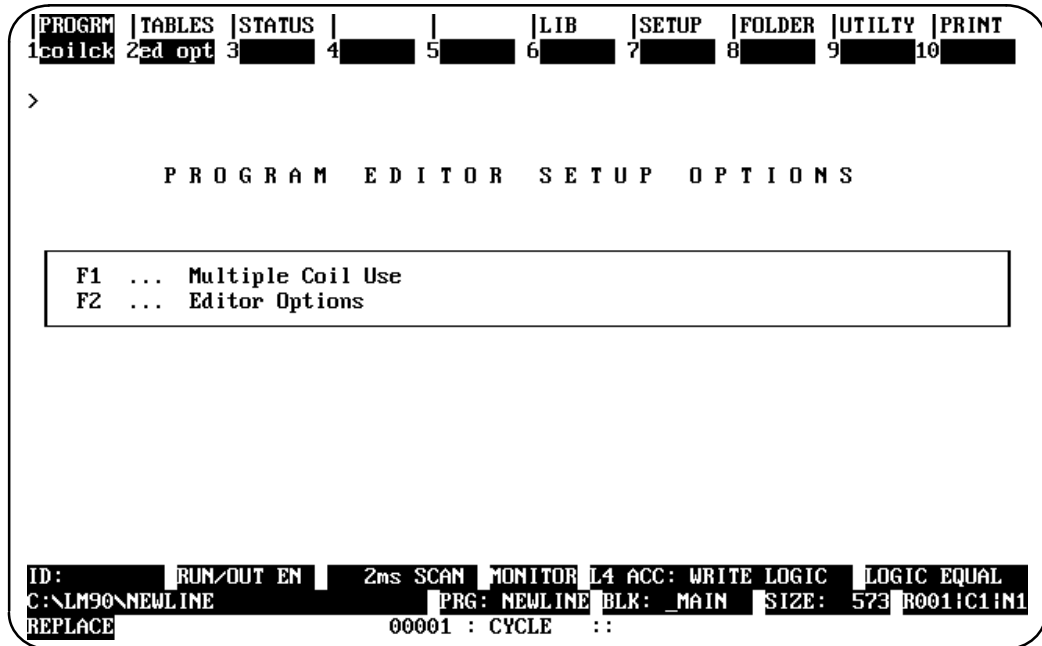 |PROGRM |TABLES |STATUS | | |LIB |SETUP |FOLDER |UTILTY |PRINT
1coilck 2ed opt 3 4 5 6 7 8 9 10
>
P R O G R A M E D I T O R S E T U P O P T I O N S
F1 ... Multiple Coil Use
F2 ... Editor Options
ID: RUN/OUT EN 2ms SCAN MONITOR L4 ACC: WRITE LOGIC LOGIC EQUAL
C:\LM90\NEWLINE PRG: NEWLINE BLK: _MAIN SIZE: 573 R001¦C1¦N1
REPLACE 00001 : CYCLE ::